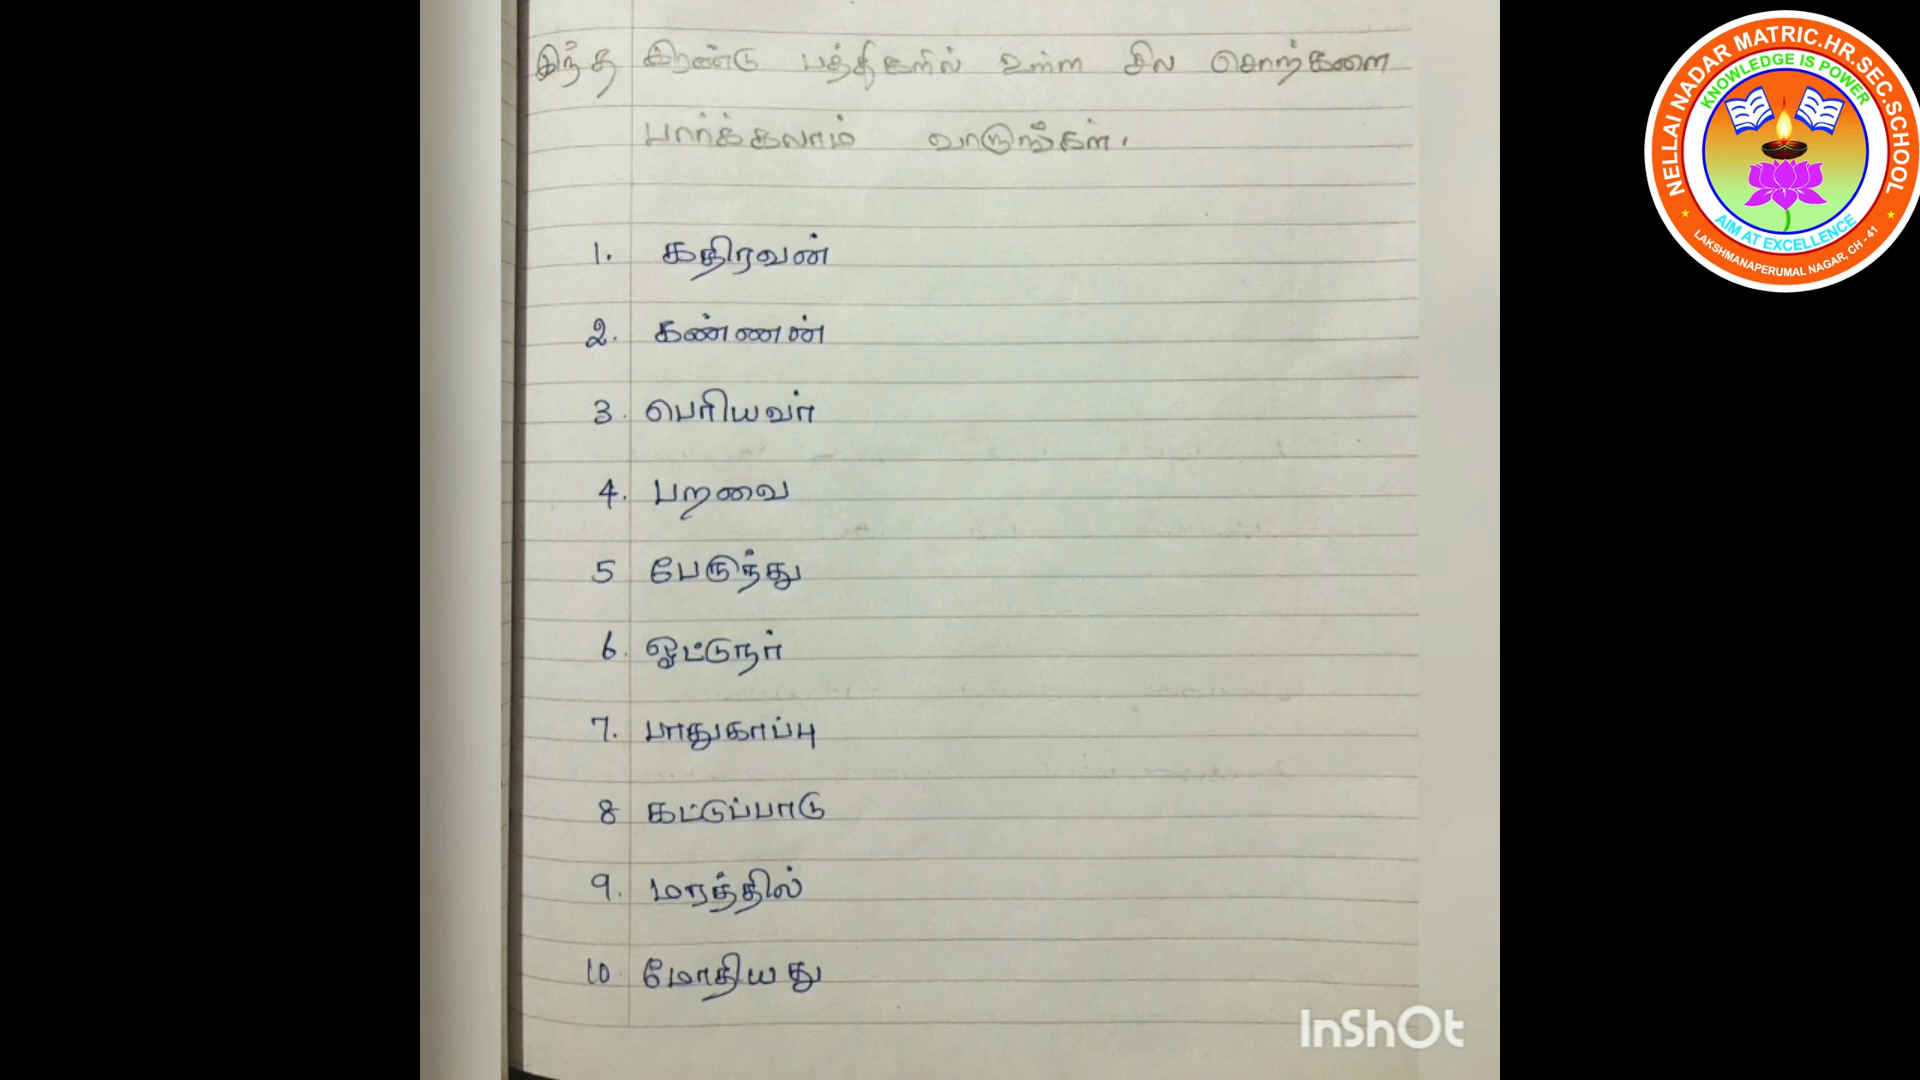 இந்த இரண்டு பத்திகளில் உள்ள சில சொற்களை
பார்க்கலாம் வாருங்கள்.
1. கதிரவன்
2. கண்ணன்
3. பெரியவர்
4. பறவை
5 பேருந்து
6. ஓட்டுநர்
7. பாதுகாப்பு
8 கட்டுப்பாடு
9. மரத்தில்
10. மோதியது
NELLAI NADAR MATRIC.HR.SEC.SCHOOL
KNOWLEDGE IS POWER
AIM AT EXCELLENCE
LAKSHMANAPERUMAL NAGAR, CH - 41
InShOt